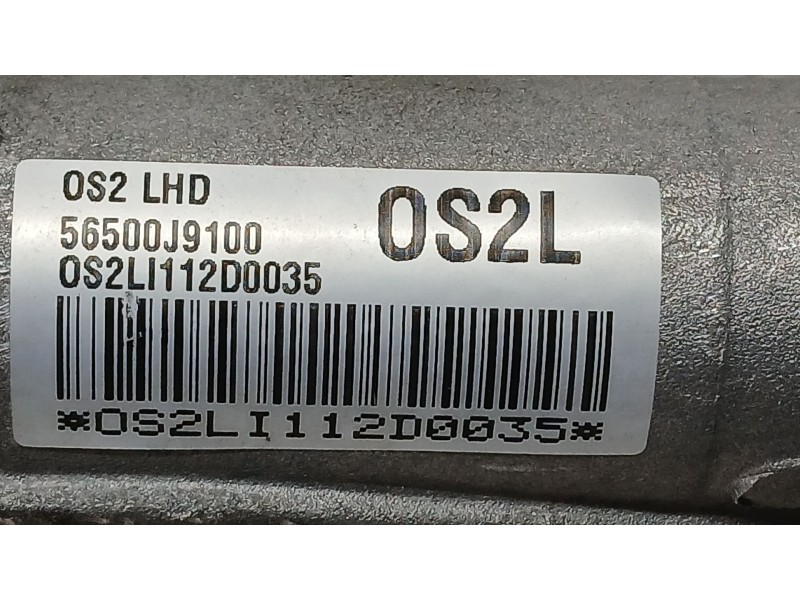 OS2 LHD
OS2L
56500J9100
OS2LI112D0035
*OS2LI112D0035*